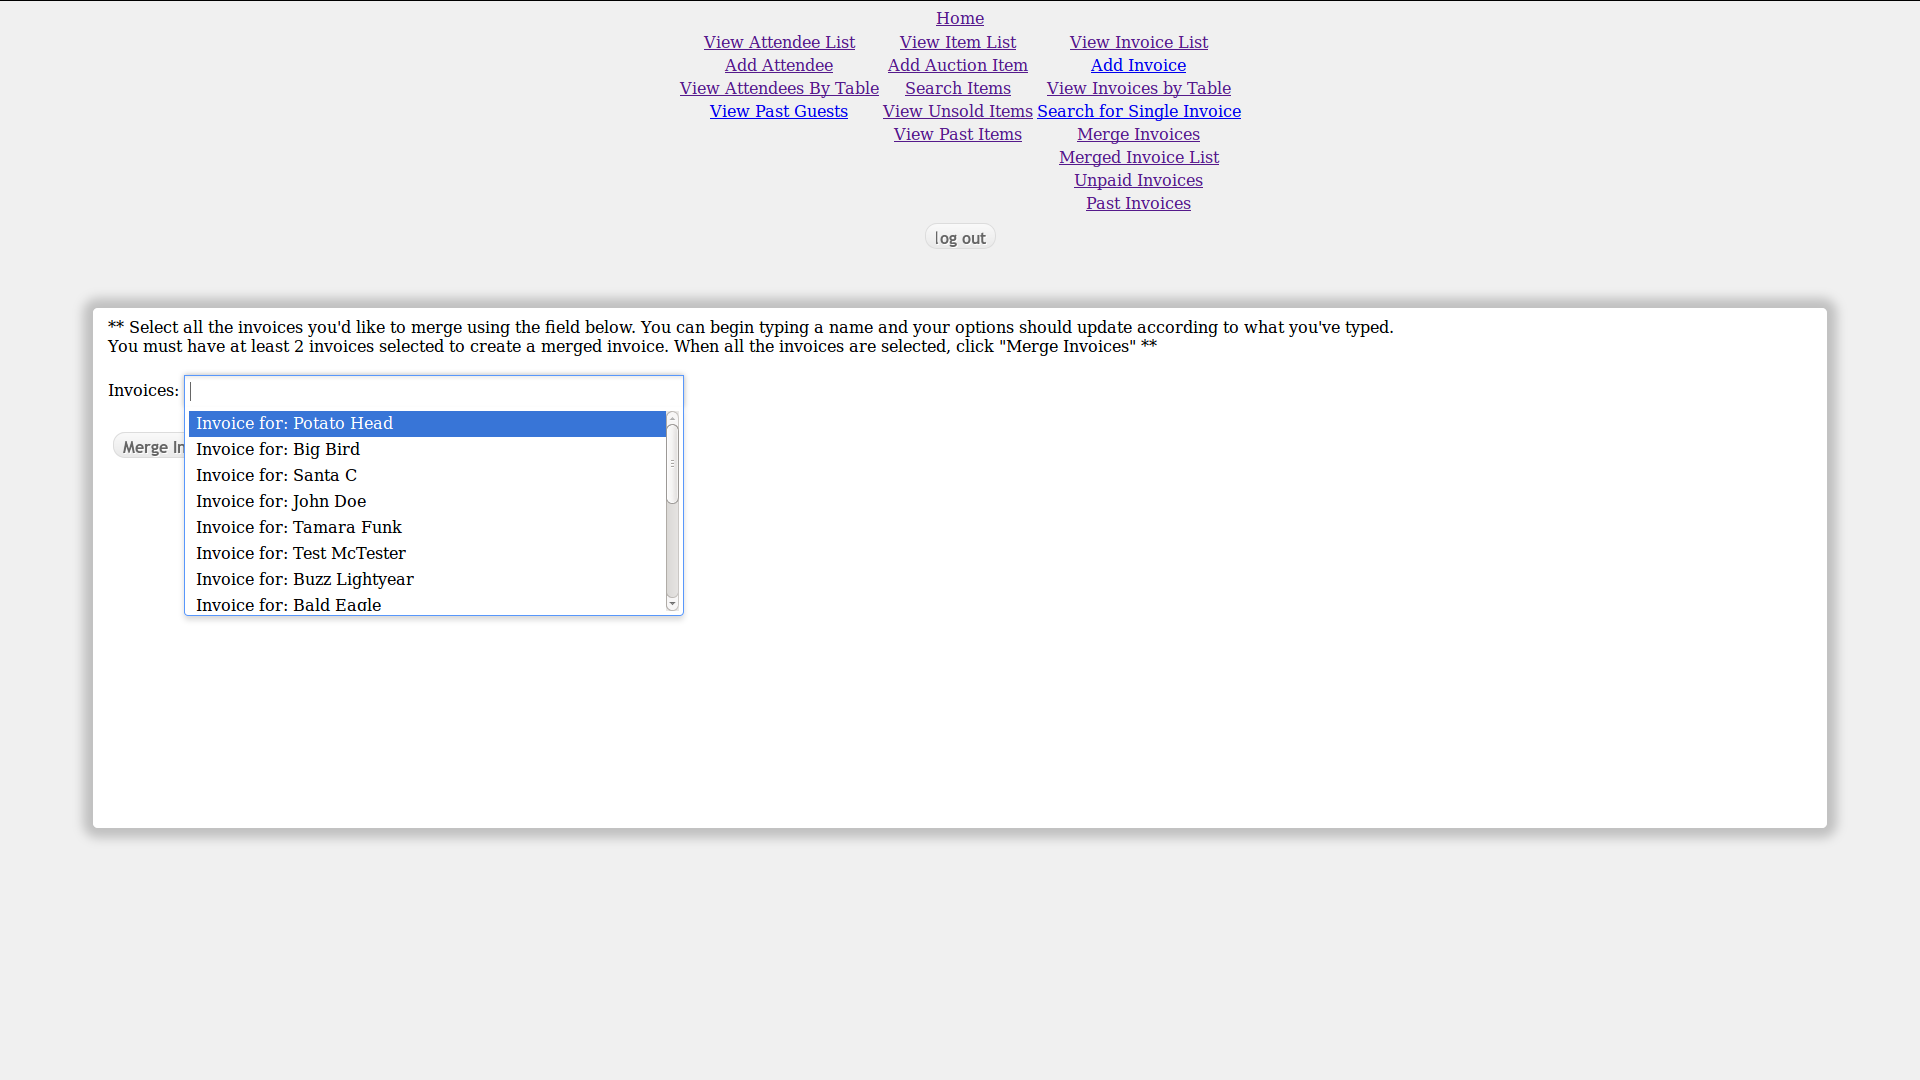 Home
View Attendee List View Item List View Invoice List
Add Attendee Add Auction Item Add Invoice
View Attendees By Table Search Items View Invoices by Table
View Past Guests View Unsold Items Search for Single Invoice
View Past Items Merge Invoices
Merged Invoice List
Unpaid Invoices
Past Invoices
log out
** Select all the invoices you'd like to merge using the field below. You can begin typing a name and your options should update according to what you've typed.
You must have at least 2 invoices selected to create a merged invoice. When all the invoices are selected, click "Merge Invoices" **
Invoices:
Invoice for: Potato Head
Merge In
Invoice for: Big Bird
Invoice for: Santa C
Invoice for: John Doe
Invoice for: Tamara Funk
Invoice for: Test McTester
Invoice for: Buzz Lightyear
Invoice for: Bald Eagle